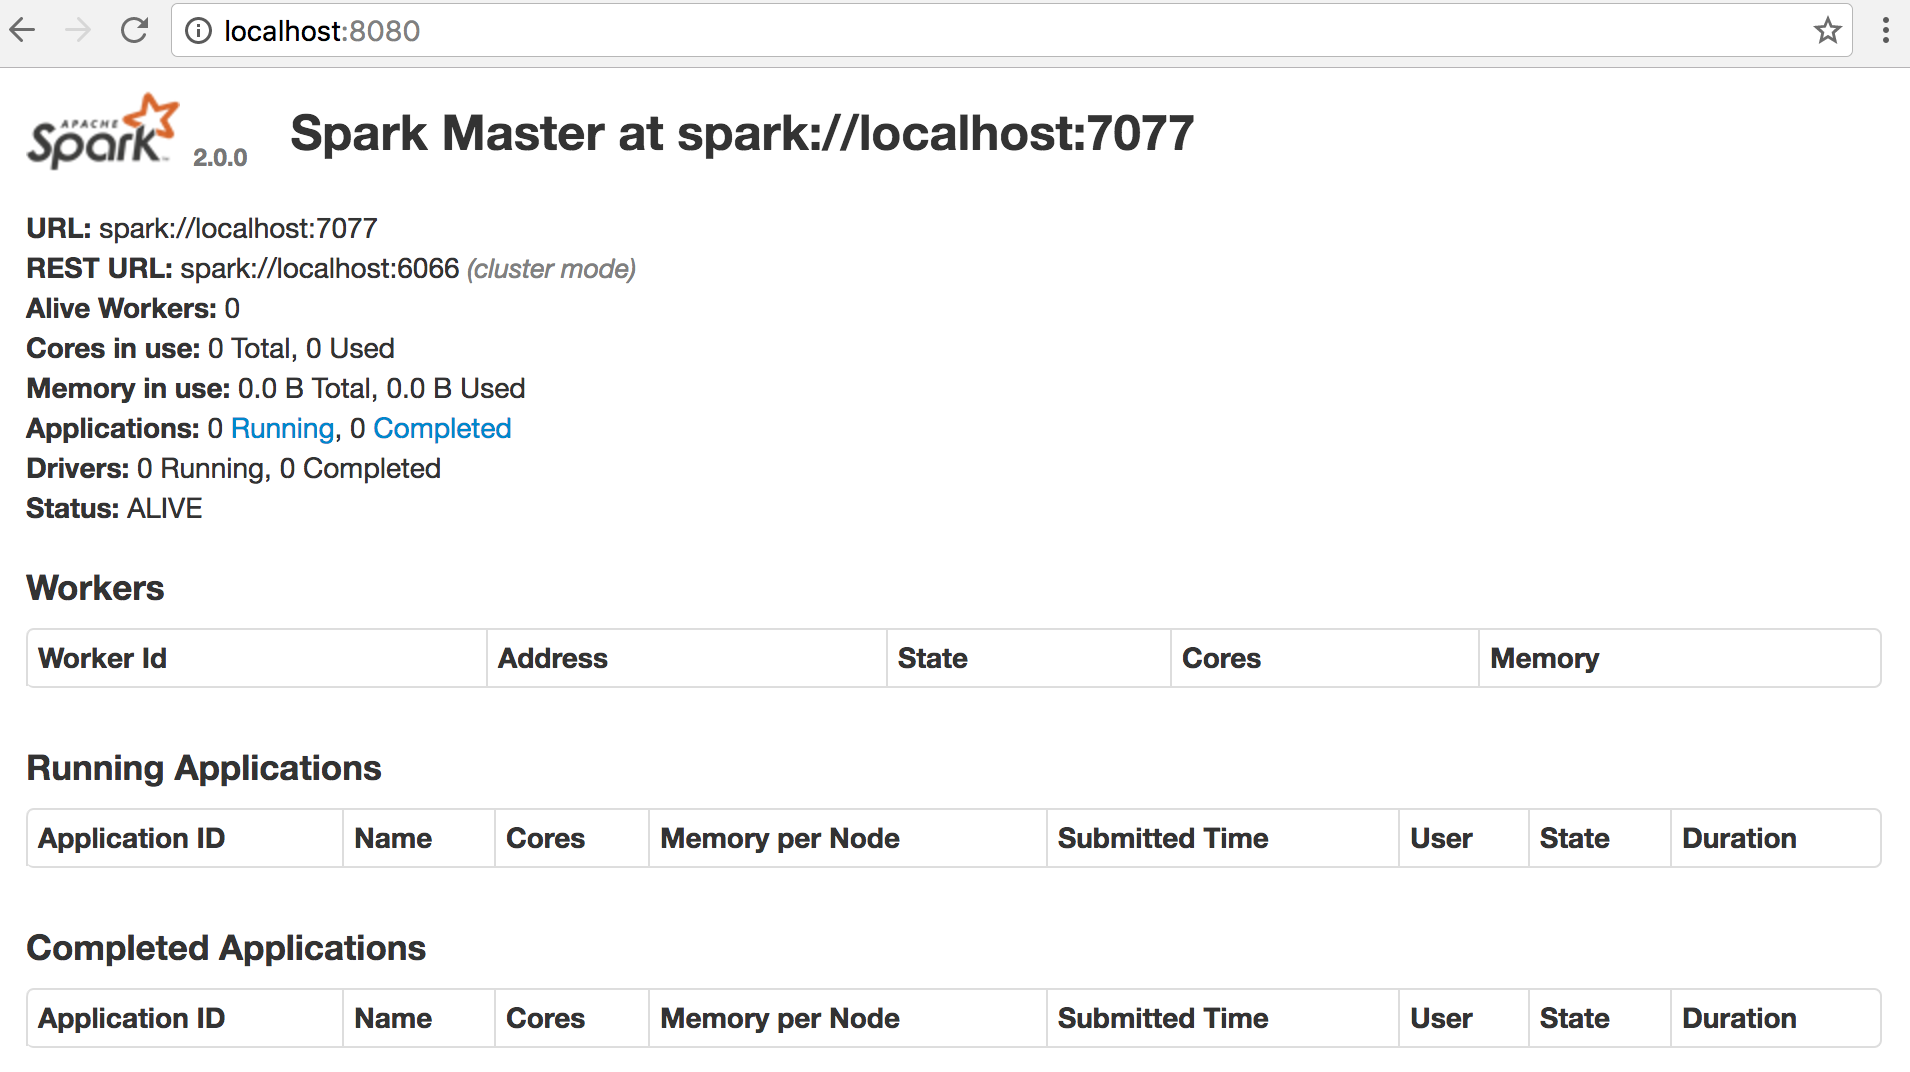 localhost:8080
APACHE
Spark™ 2.0.0
Spark Master at spark://localhost:7077
URL: spark://localhost:7077
REST URL: spark://localhost:6066 (cluster mode)
Alive Workers: 0
Cores in use: 0 Total, 0 Used
Memory in use: 0.0 B Total, 0.0 B Used
Applications: 0 Running, 0 Completed
Drivers: 0 Running, 0 Completed
Status: ALIVE
Workers
Worker Id Address State Cores Memory
Running Applications
Application ID Name Cores Memory per Node Submitted Time User State Duration
Completed Applications
Application ID Name Cores Memory per Node Submitted Time User State Duration